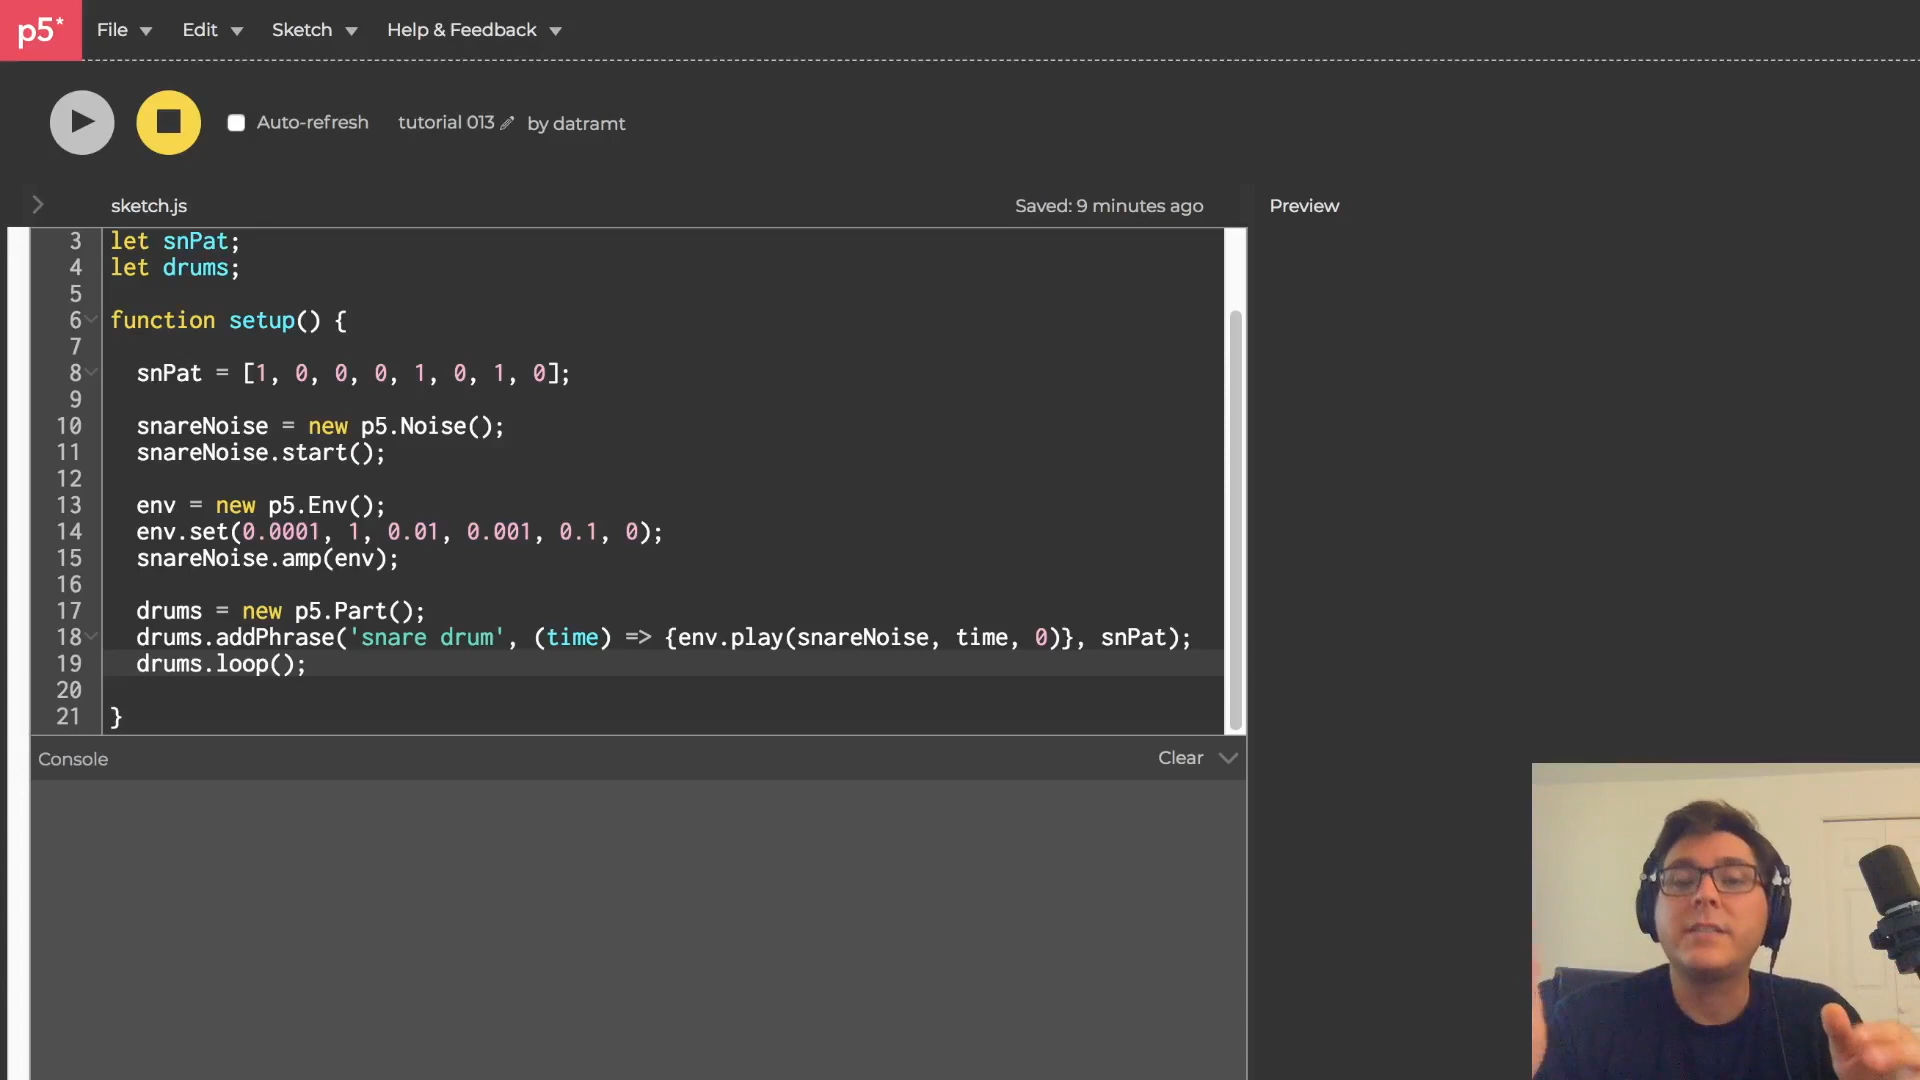 p5* File Edit Sketch Help & Feedback
Auto-refresh tutorial 013 by datramt
sketch.js Saved: 9 minutes ago Preview
3 let snPat;
4 let drums;
5
6 function setup() {
7
8 snPat = [1, 0, 0, 0, 1, 0, 1, 0];
9
10 snareNoise = new p5.Noise();
11 snareNoise.start();
12
13 env = new p5.Env();
14 env.set(0.0001, 1, 0.01, 0.001, 0.1, 0);
15 snareNoise.amp(env);
16
17 drums = new p5.Part();
18 drums.addPhrase('snare drum', (time) => {env.play(snareNoise, time, 0)}, snPat);
19 drums.loop();
20
21 }
Console Clear